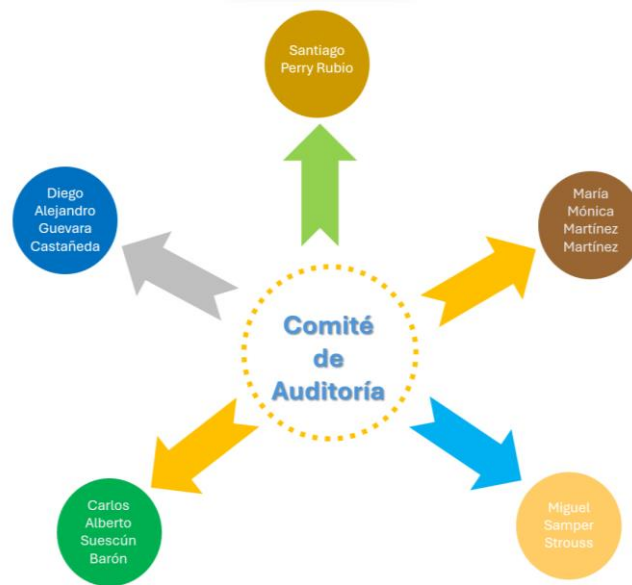 Santiago
Perry Rubio
Diego
Alejandro
Guevara
Castañeda
María
Mónica
Martínez
Martínez
Comité
de
Auditoría
Carlos
Alberto
Suescún
Barón
Miguel
Samper
Strouss